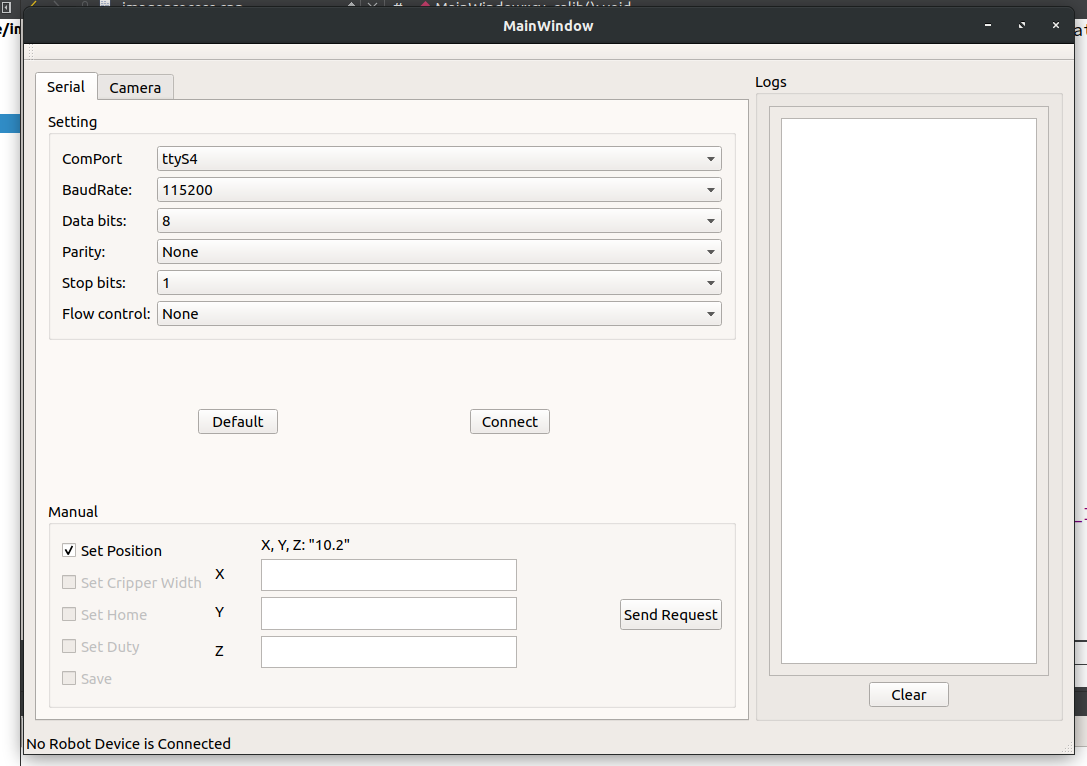 MainWindow
Serial
Camera
Setting
ComPort
ttyS4
BaudRate:
115200
Data bits:
8
Parity:
None
Stop bits:
1
Flow control:
None
Default
Connect
Manual
Set Position
X, Y, Z: "10.2"
Set Cripper Width
X
Set Home
Y
Send Request
Set Duty
Z
Save
Logs
Clear
No Robot Device is Connected